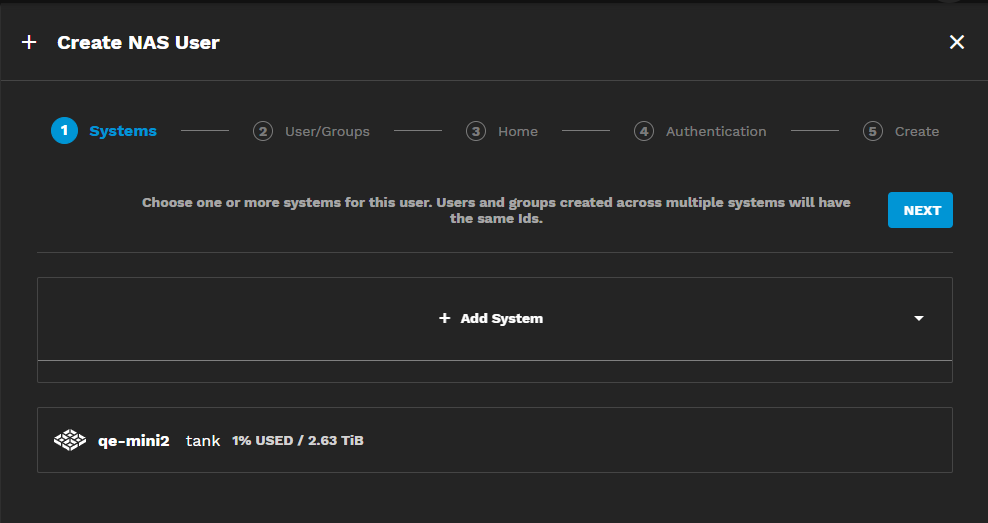 Create NAS User
1 Systems 2 User/Groups 3 Home 4 Authentication 5 Create
Choose one or more systems for this user. Users and groups created across multiple systems will have
the same Ids.
NEXT
+ Add System
qe-mini2 tank 1% USED / 2.63 TiB